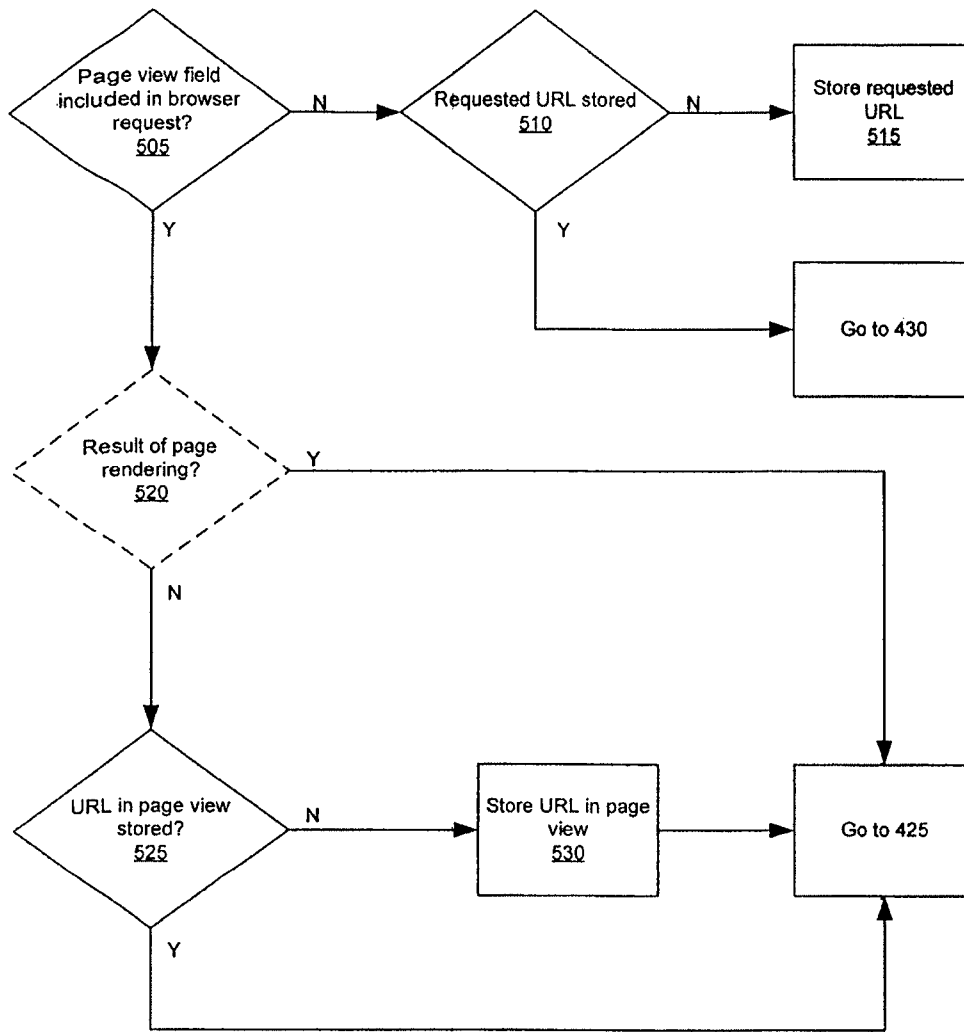 Page view field
included in browser
request?
505
N
Requested URL stored
510
N
Store requested
URL
515
Y
Y
Go to 430
Result of page
rendering?
520
Y
N
URL in page view
stored?
525
N
Store URL in page
view
530
Go to 425
Y